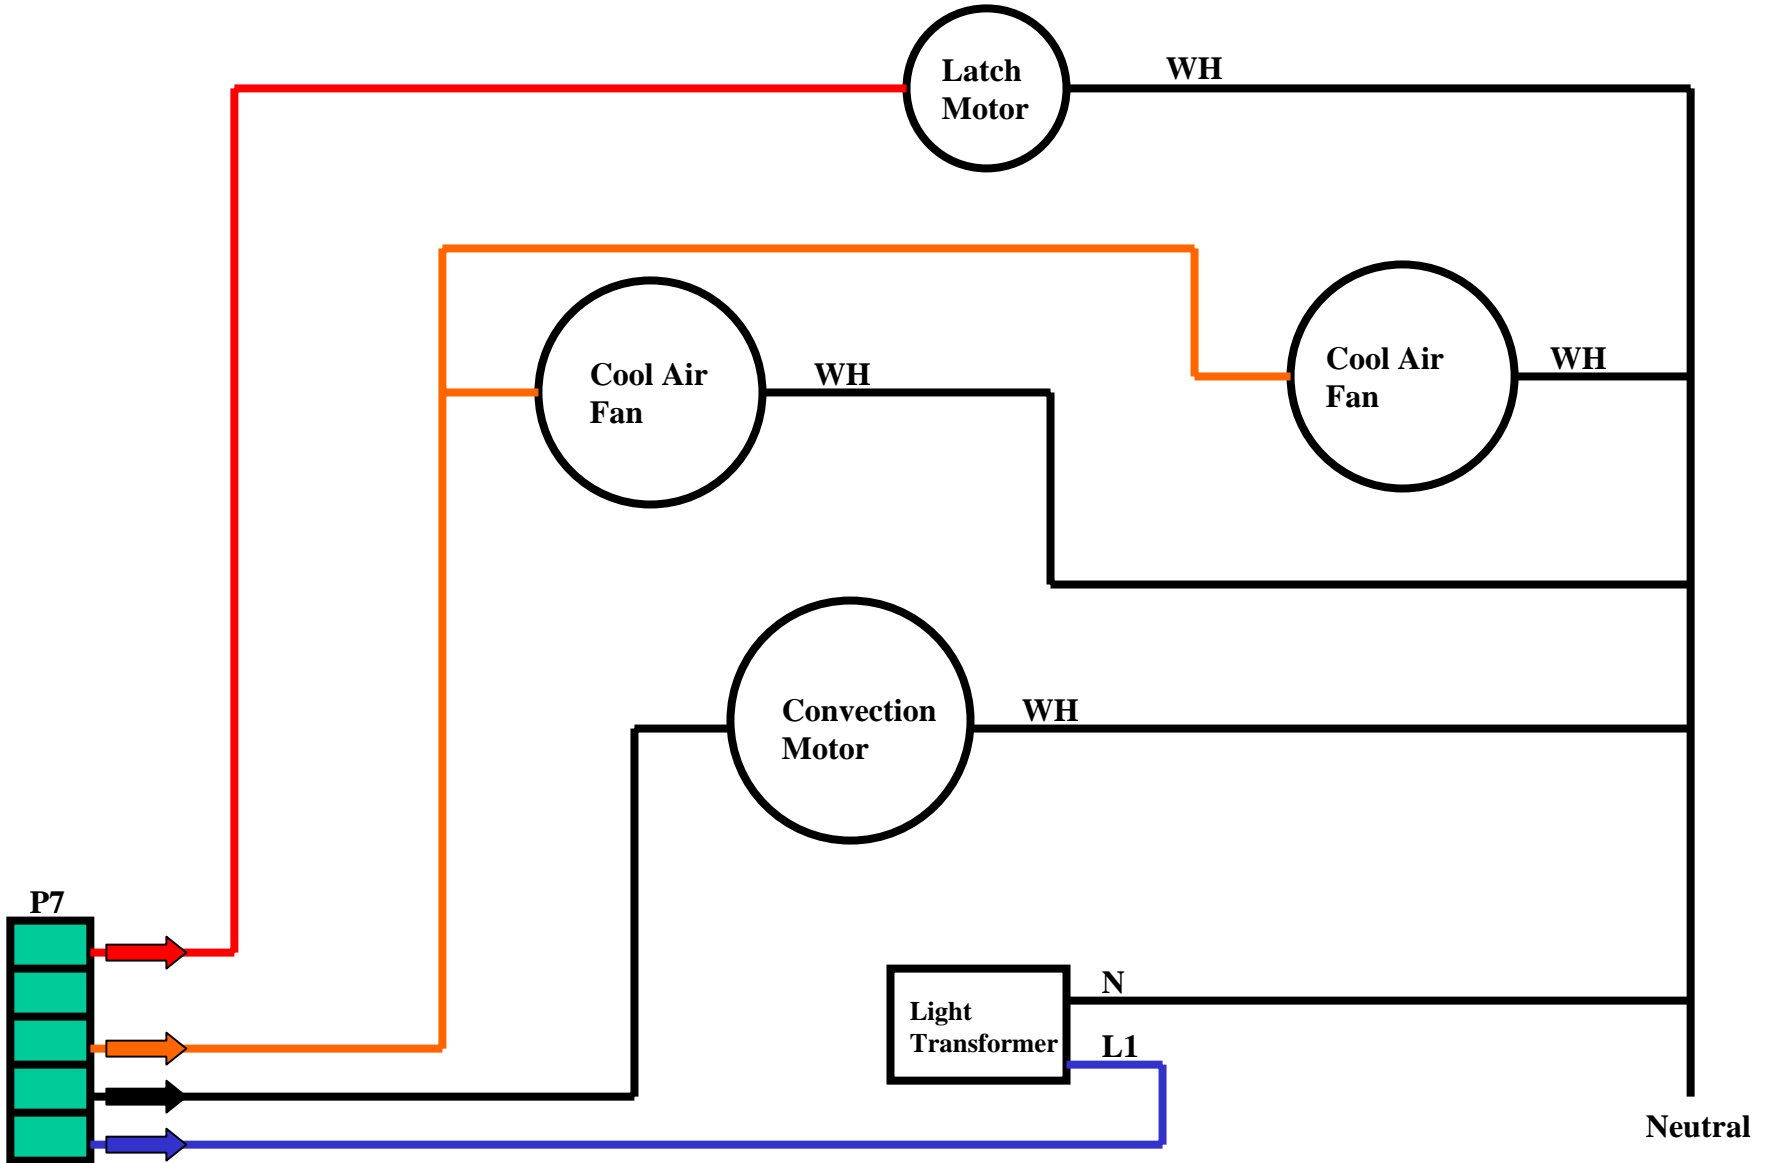 Latch
Motor
WH
Cool Air
Fan
WH
Cool Air
Fan
WH
Convection
Motor
WH
P7
Light
Transformer
N
L1
Neutral